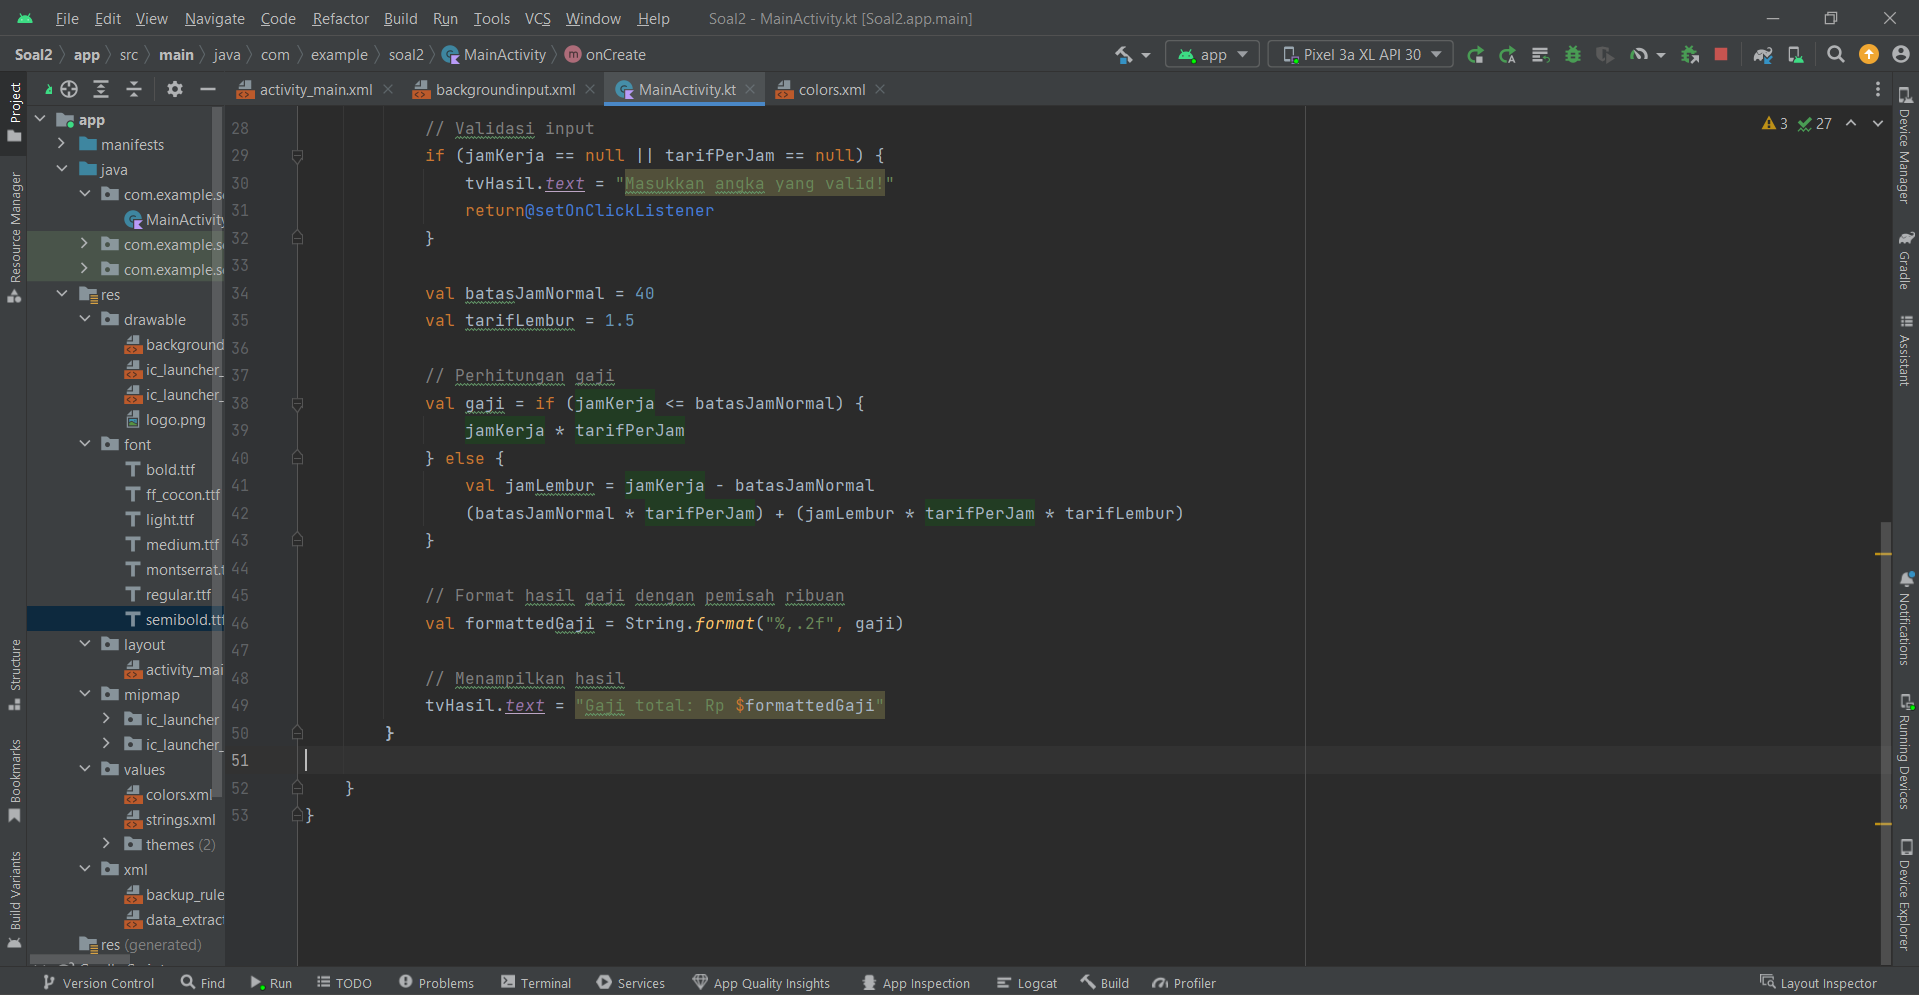 File Edit View Navigate Code Refactor Build Run Tools VCS Window Help Soal2 - MainActivity.kt [Soal2.app.main]
Soal2 app src main java com example soal2 MainActivity onCreate app Pixel 3a XL API 30
activity_main.xml backgroundinput.xml MainActivity.kt colors.xml
Project
Resource Manager
Structure
Bookmarks
Build Variants
app
manifests
java
com.example.s
MainActivity
com.example.s
com.example.s
res
drawable
background
ic_launcher_
ic_launcher_
logo.png
font
bold.ttf
ff_cocon.ttf
light.ttf
medium.ttf
montserrat.t
regular.ttf
semibold.ttf
layout
activity_mai
mipmap
ic_launcher
ic_launcher_
values
colors.xml
strings.xml
themes (2)
xml
backup_rule
data_extract
res (generated)
28 // Validasi input
29 if (jamKerja == null || tarifPerJam == null) {
30 tvHasil.text = "Masukkan angka yang valid!"
31 return@setOnClickListener
32 }
33
34 val batasJamNormal = 40
35 val tarifLembur = 1.5
36
37 // Perhitungan gaji
38 val gaji = if (jamKerja <= batasJamNormal) {
39 jamKerja * tarifPerJam
40 } else {
41 val jamLembur = jamKerja - batasJamNormal
42 (batasJamNormal * tarifPerJam) + (jamLembur * tarifPerJam * tarifLembur)
43 }
44
45 // Format hasil gaji dengan pemisah ribuan
46 val formattedGaji = String.format("%,.2f", gaji)
47
48 // Menampilkan hasil
49 tvHasil.text = "Gaji total: Rp $formattedGaji"
50 }
51
52 }
53 }
3 27
Device Manager
Gradle
Assistant
Notifications
Running Devices
Device Explorer
Version Control Find Run TODO Problems Terminal Services App Quality Insights App Inspection Logcat Build Profiler Layout Inspector